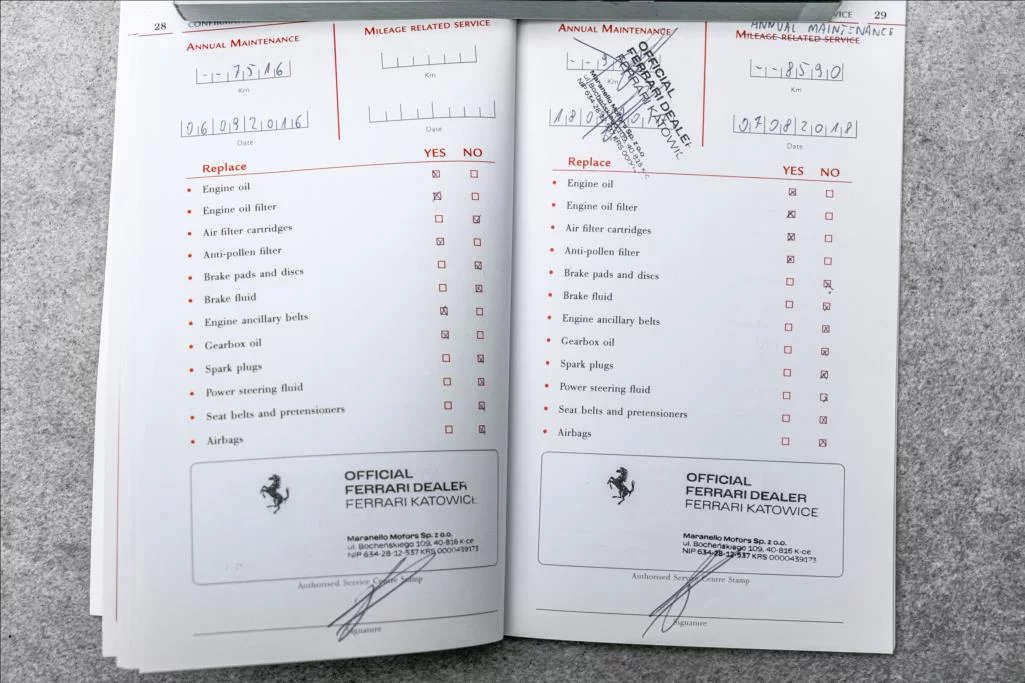 28
ANNUAL MAINTENANCE
MILEAGE RELATED SERVICE
- - 7 5 1 6
Km
0 6 0 9 2 0 1 6
Date
Date
Replace
YES NO
• Engine oil
• Engine oil filter
• Air filter cartridges
• Anti-pollen filter
• Brake pads and discs
• Brake fluid
• Engine ancillary belts
• Gearbox oil
• Spark plugs
• Power steering fluid
• Seat belts and pretensioners
• Airbags
OFFICIAL
FERRARI DEALER
FERRARI KATOWICE
Maranello Motors Sp. z o.o.
ul. Bocheńskiego 109, 40-816 K-ce
NIP 634-28-12-537 KRS 0000439173
Authorised Service Centre Stamp
Signature
29
ANNUAL MAINTENANCE
ANNUAL MAINTENANCE
MILEAGE RELATED SERVICE
Km
OFFICIAL
FERRARI DEALER
FERRARI KATOWIC
Maranello Motors Sp. z o.o.
- - 8 5 9 0
Km
0 7 0 8 2 0 1 8
Date
Replace
YES NO
• Engine oil
• Engine oil filter
• Air filter cartridges
• Anti-pollen filter
• Brake pads and discs
• Brake fluid
• Engine ancillary belts
• Gearbox oil
• Spark plugs
• Power steering fluid
• Seat belts and pretensioners
• Airbags
OFFICIAL
FERRARI DEALER
FERRARI KATOWICE
Maranello Motors Sp. z o.o.
ul. Bocheńskiego 109, 40-816 K-ce
NIP 634-28-12-537 KRS 0000439173
Authorised Service Centre Stamp
Signature